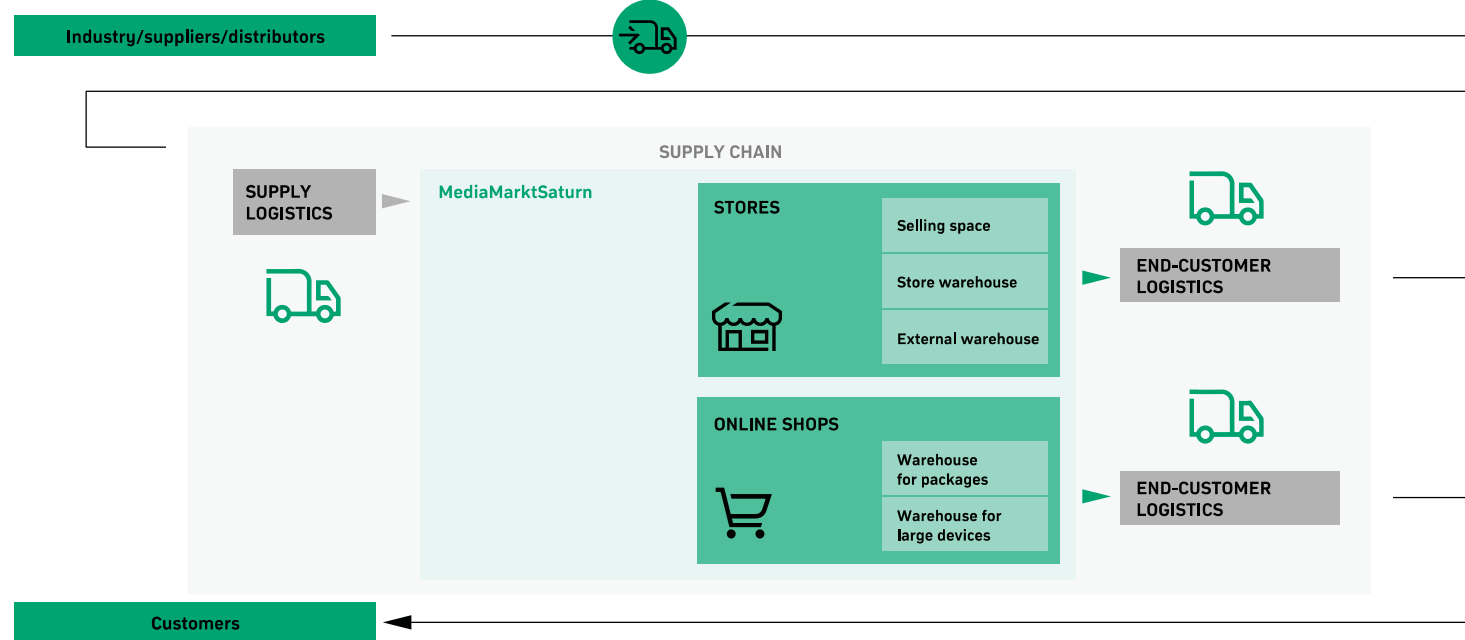 Industry/suppliers/distributors
SUPPLY CHAIN
SUPPLY
LOGISTICS
MediaMarktSaturn
STORES
Selling space
Store warehouse
External warehouse
END-CUSTOMER
LOGISTICS
ONLINE SHOPS
Warehouse
for packages
Warehouse for
large devices
END-CUSTOMER
LOGISTICS
Customers